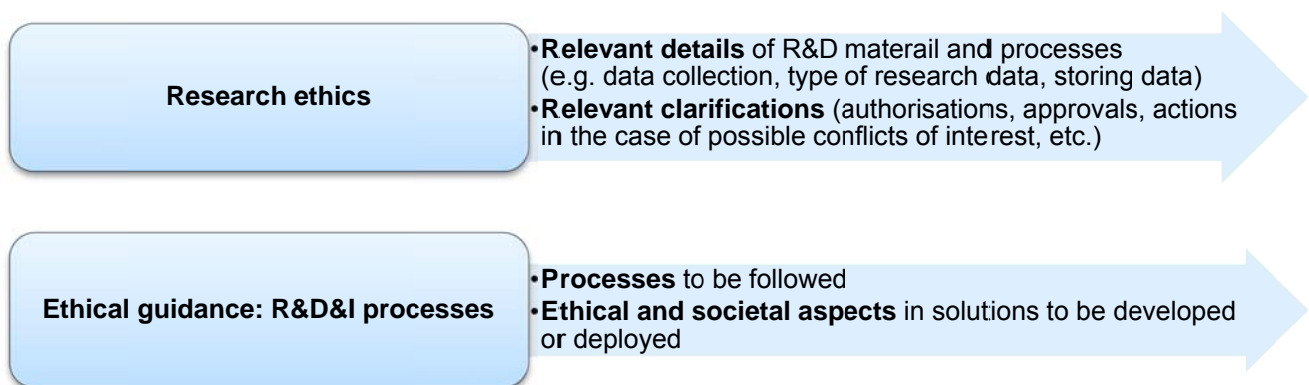 Research ethics
•Relevant details of R&D materail and processes
(e.g. data collection, type of research data, storing data)
•Relevant clarifications (authorisations, approvals, actions
in the case of possible conflicts of interest, etc.)
Ethical guidance: R&D&I processes
•Processes to be followed
•Ethical and societal aspects in solutions to be developed
or deployed